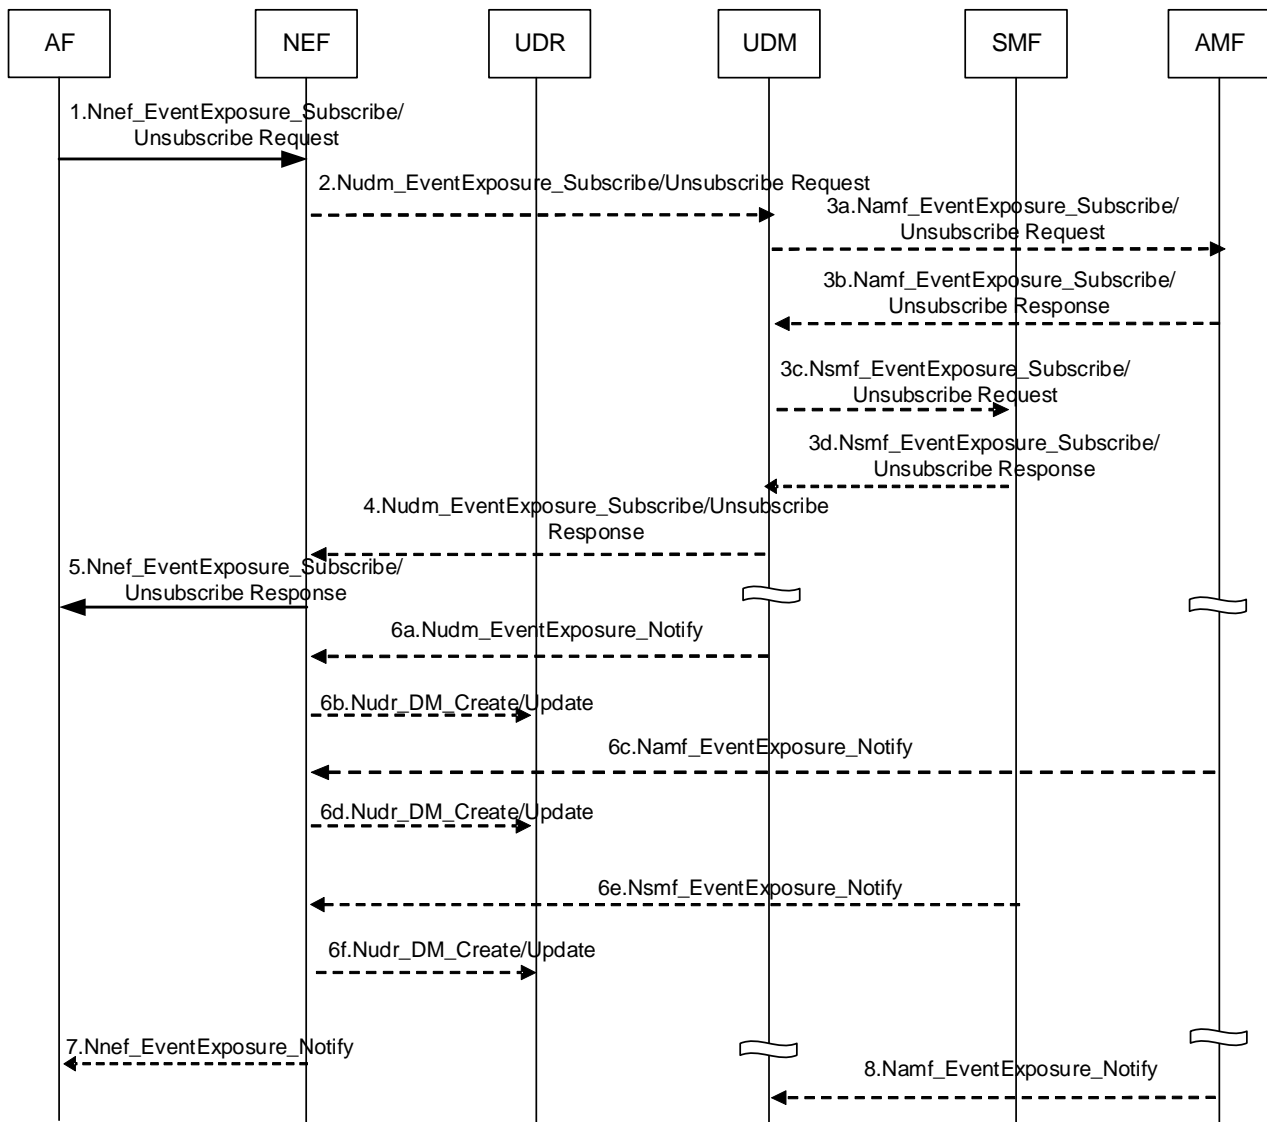 AF
NEF
UDR
UDM
SMF
AMF
1.Nnef_EventExposure_Subscribe/
Unsubscribe Request
2.Nudm_EventExposure_Subscribe/Unsubscribe Request
3a.Namf_EventExposure_Subscribe/
Unsubscribe Request
3b.Namf_EventExposure_Subscribe/
Unsubscribe Response
3c.Nsmf_EventExposure_Subscribe/
Unsubscribe Request
3d.Nsmf_EventExposure_Subscribe/
Unsubscribe Response
4.Nudm_EventExposure_Subscribe/Unsubscribe
Response
5.Nnef_EventExposure_Subscribe/
Unsubscribe Response
6a.Nudm_EventExposure_Notify
6b.Nudr_DM_Create/Update
6c.Namf_EventExposure_Notify
6d.Nudr_DM_Create/Update
6e.Nsmf_EventExposure_Notify
6f.Nudr_DM_Create/Update
7.Nnef_EventExposure_Notify
8.Namf_EventExposure_Notify